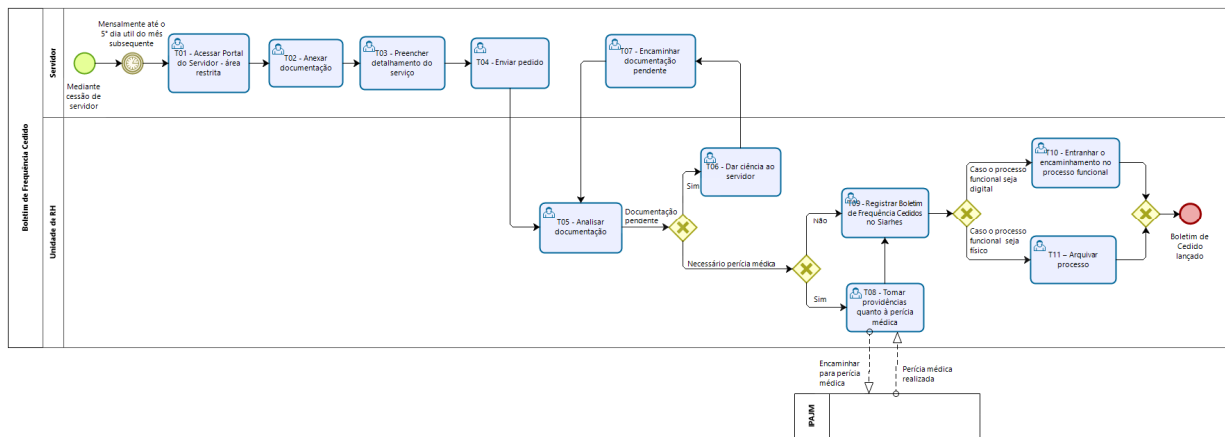 Boletim de Frequência Cedido
Servidor
Mensalmente até o
5° dia util do mês
subsequente
Mediante
cessão de
servidor
T01 - Acessar Portal
do Servidor - área
restrita
T02 - Anexar
documentação
T03 - Preencher
detalhamento do
serviço
T04 - Enviar pedido
T07 - Encaminhar
documentação
pendente
Unidade de RH
T05 - Analisar
documentação
Documentação
pendente
Sim
T06 - Dar ciência ao
servidor
Necessário perícia médica
Não
Sim
T08 - Tomar
providências
quanto à perícia
médica
T09 - Registrar Boletim
de Frequência Cedidos
no Siarhes
Caso o processo
funcional seja
digital
Caso o processo
funcional seja
físico
T10 - Entranhar o
encaminhamento no
processo funcional
T11 – Arquivar
processo
Boletim de
Cedido
lançado
Encaminhar
para perícia
médica
Perícia médica
realizada
IPAJM